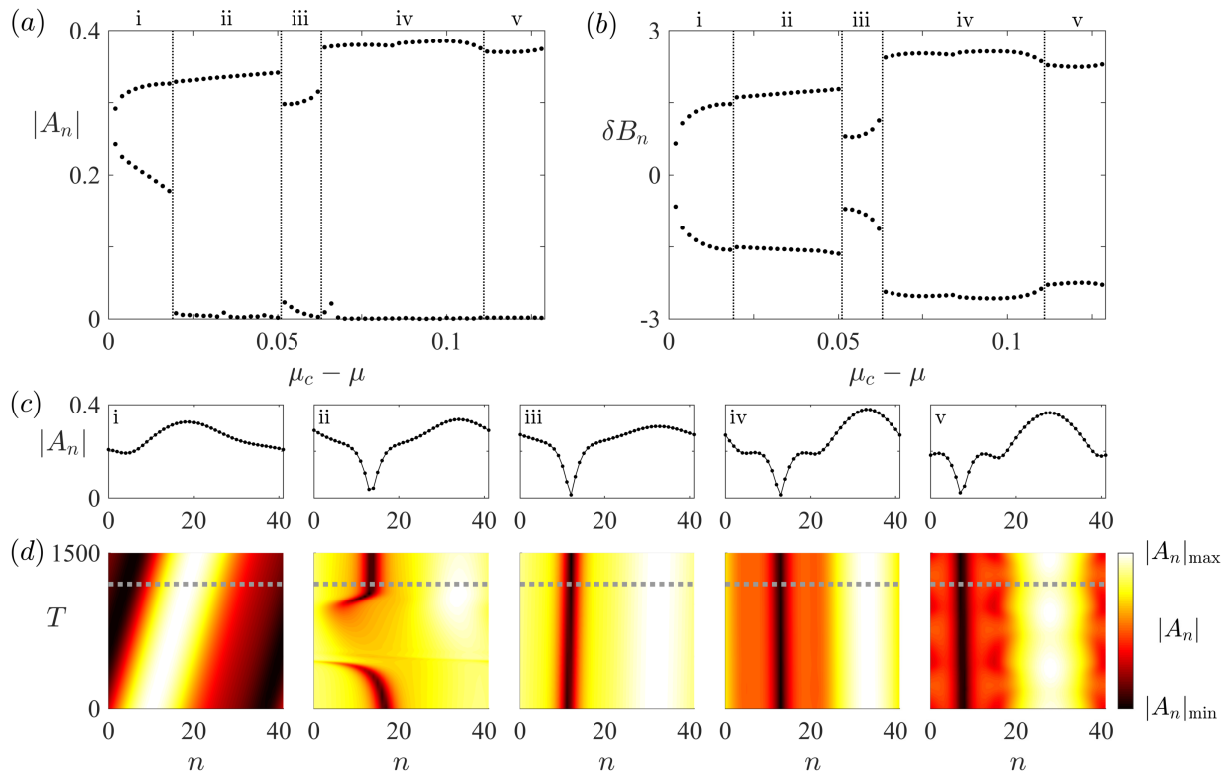 (a) i ii iii iv v
(b) i ii iii iv v
0.4
|Aₙ|
0.2
0
0 0.05 0.1
μ_c − μ
3
δBₙ
0
-3
0 0.05 0.1
μ_c − μ
(c) 0.4
|Aₙ|
0
i ii iii iv v
0 20 40 0 20 40 0 20 40 0 20 40 0 20 40
(d) 1500
T
0
|Aₙ|max
|Aₙ|
|Aₙ|min
0 20 40 0 20 40 0 20 40 0 20 40 0 20 40
n n n n n